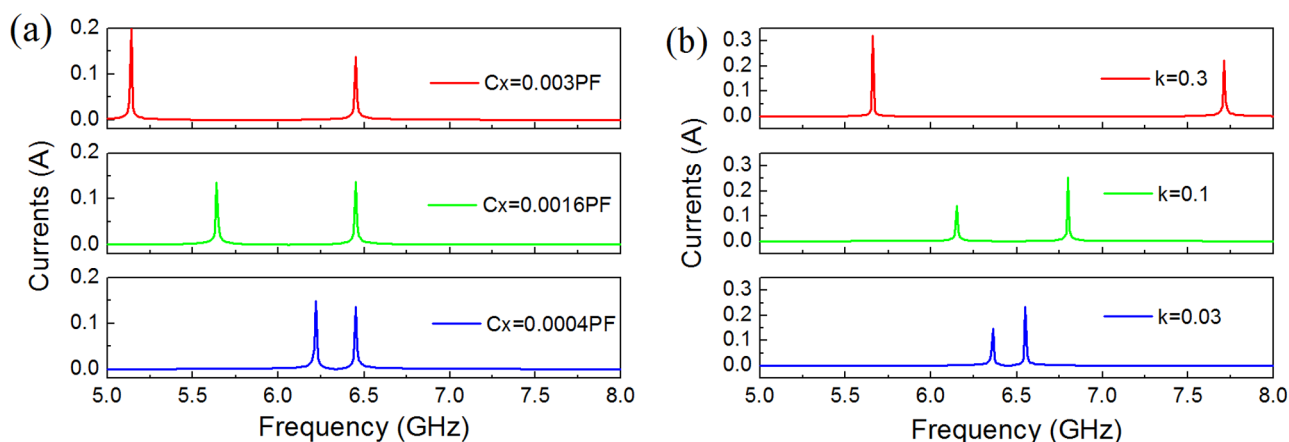 (a)
Currents (A)
0.2
0.1
0.0
Cx=0.003PF
0.2
0.1
0.0
Cx=0.0016PF
0.2
0.1
0.0
Cx=0.0004PF
5.0 5.5 6.0 6.5 7.0 7.5 8.0
Frequency (GHz)
(b)
Currents (A)
0.3
0.2
0.1
0.0
k=0.3
0.3
0.2
0.1
0.0
k=0.1
0.3
0.2
0.1
0.0
k=0.03
5.0 5.5 6.0 6.5 7.0 7.5 8.0
Frequency (GHz)